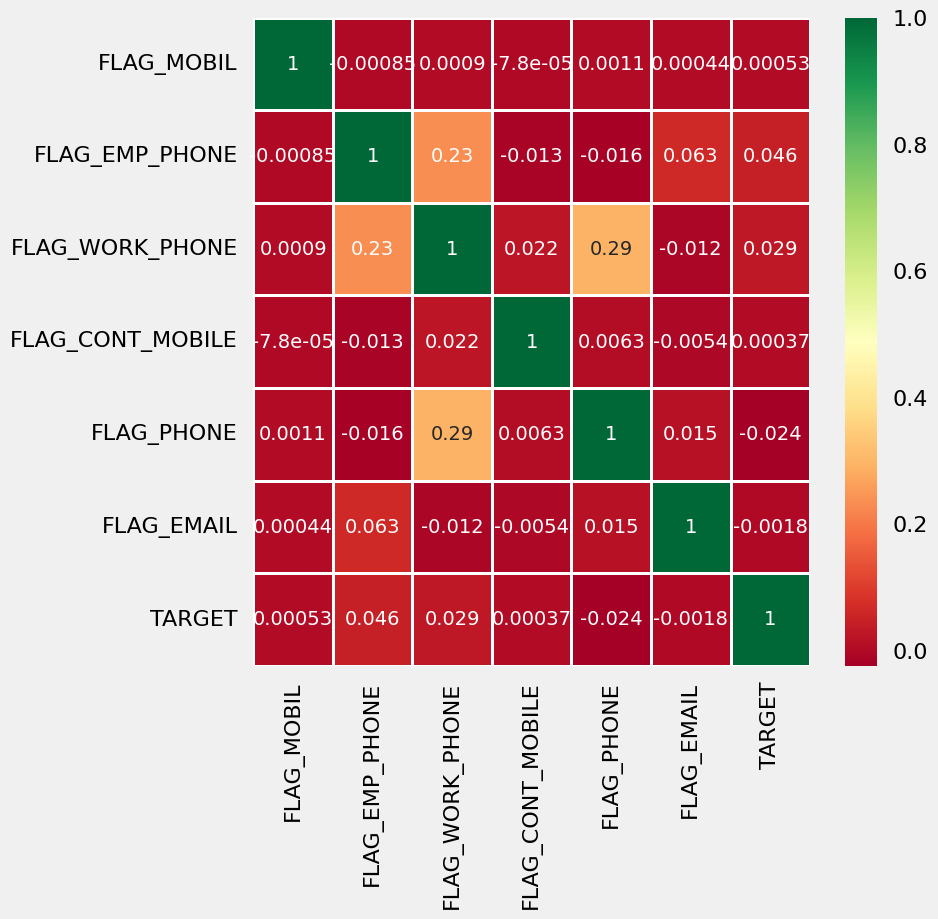 FLAG_MOBIL 1 -0.00085 0.0009 -7.8e-05 0.0011 0.00044 0.00053
FLAG_EMP_PHONE -0.00085 1 0.23 -0.013 -0.016 0.063 0.046
FLAG_WORK_PHONE 0.0009 0.23 1 0.022 0.29 -0.012 0.029
FLAG_CONT_MOBILE -7.8e-05 -0.013 0.022 1 0.0063 -0.0054 0.00037
FLAG_PHONE 0.0011 -0.016 0.29 0.0063 1 0.015 -0.024
FLAG_EMAIL 0.00044 0.063 -0.012 -0.0054 0.015 1 -0.0018
TARGET 0.00053 0.046 0.029 0.00037 -0.024 -0.0018 1
FLAG_MOBIL
FLAG_EMP_PHONE
FLAG_WORK_PHONE
FLAG_CONT_MOBILE
FLAG_PHONE
FLAG_EMAIL
TARGET
1.0
0.8
0.6
0.4
0.2
0.0